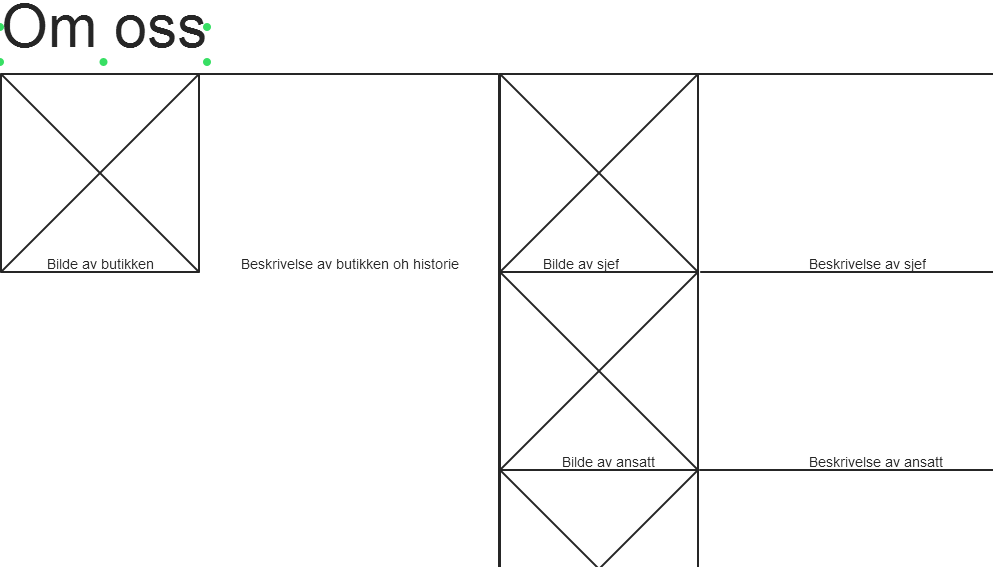 Om oss
Bilde av butikken
Beskrivelse av butikken oh historie
Bilde av sjef
Beskrivelse av sjef
Bilde av ansatt
Beskrivelse av ansatt